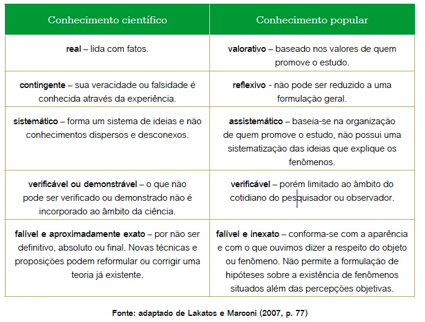 Conhecimento científico
Conhecimento popular
real – lida com fatos.
valorativo – baseado nos valores de quem
promove o estudo.
contingente – sua veracidade ou falsidade é
conhecida através da experiência.
reflexivo - não pode ser reduzido a uma
formulação geral.
sistemático – forma um sistema de ideias e não
conhecimentos dispersos e desconexos.
assistemático – baseia-se na organização
de quem promove o estudo, não possui uma
sistematização das ideias que explique os
fenômenos.
verificável ou demonstrável – o que não
pode ser verificado ou demonstrado não é
incorporado ao âmbito da ciência.
verificável – porém limitado ao âmbito do
cotidiano do pesquisador ou observador.
falível e aproximadamente exato – por não ser
definitivo, absoluto ou final. Novas técnicas e
proposições podem reformular ou corrigir uma
teoria já existente.
falível e inexato – conforma-se com a aparência
e com o que ouvimos dizer a respeito do objeto
ou fenômeno. Não permite a formulação de
hipóteses sobre a existência de fenômenos
situados além das percepções objetivas.
Fonte: adaptado de Lakatos e Marconi (2007, p. 77)